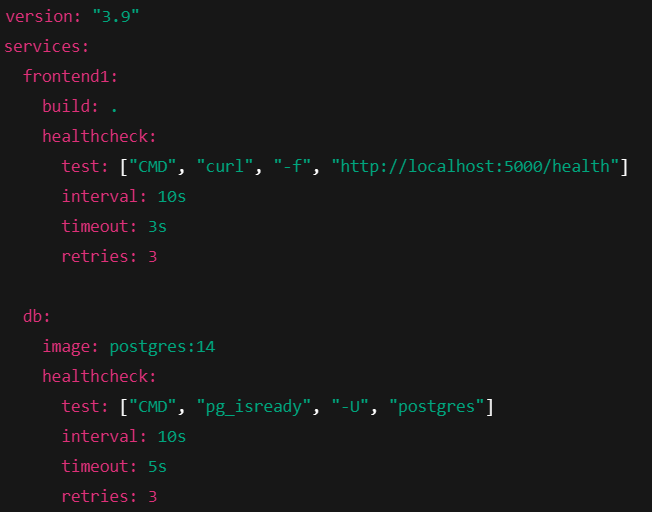 version: "3.9"
services:
  frontend1:
    build: .
    healthcheck:
      test: ["CMD", "curl", "-f", "http://localhost:5000/health"]
      interval: 10s
      timeout: 3s
      retries: 3

  db:
    image: postgres:14
    healthcheck:
      test: ["CMD", "pg_isready", "-U", "postgres"]
      interval: 10s
      timeout: 5s
      retries: 3